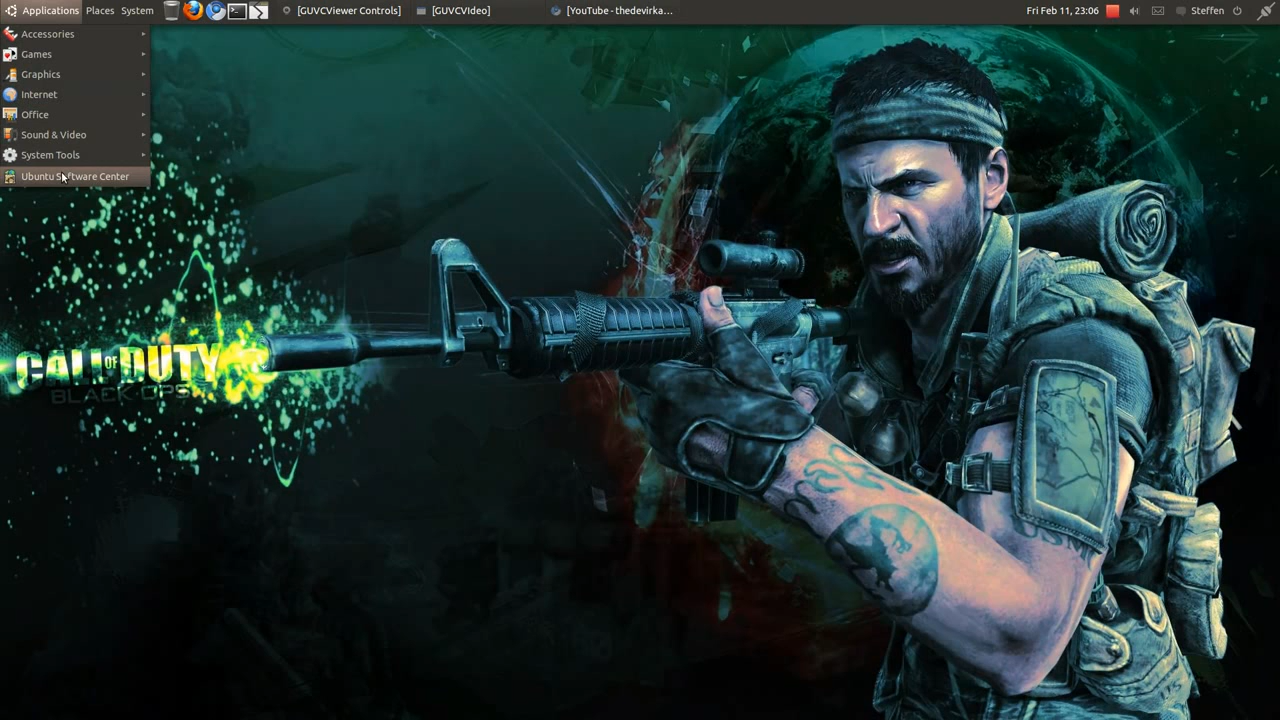 Applications Places System [GUVCViewer Controls] [GUVCVIdeo] [YouTube - thedevirka... Fri Feb 11, 23:06 Steffen
Accessories
Games
Graphics
Internet
Office
Sound & Video
System Tools
Ubuntu Software Center
CALL OF DUTY
BLACK OPS
USMC